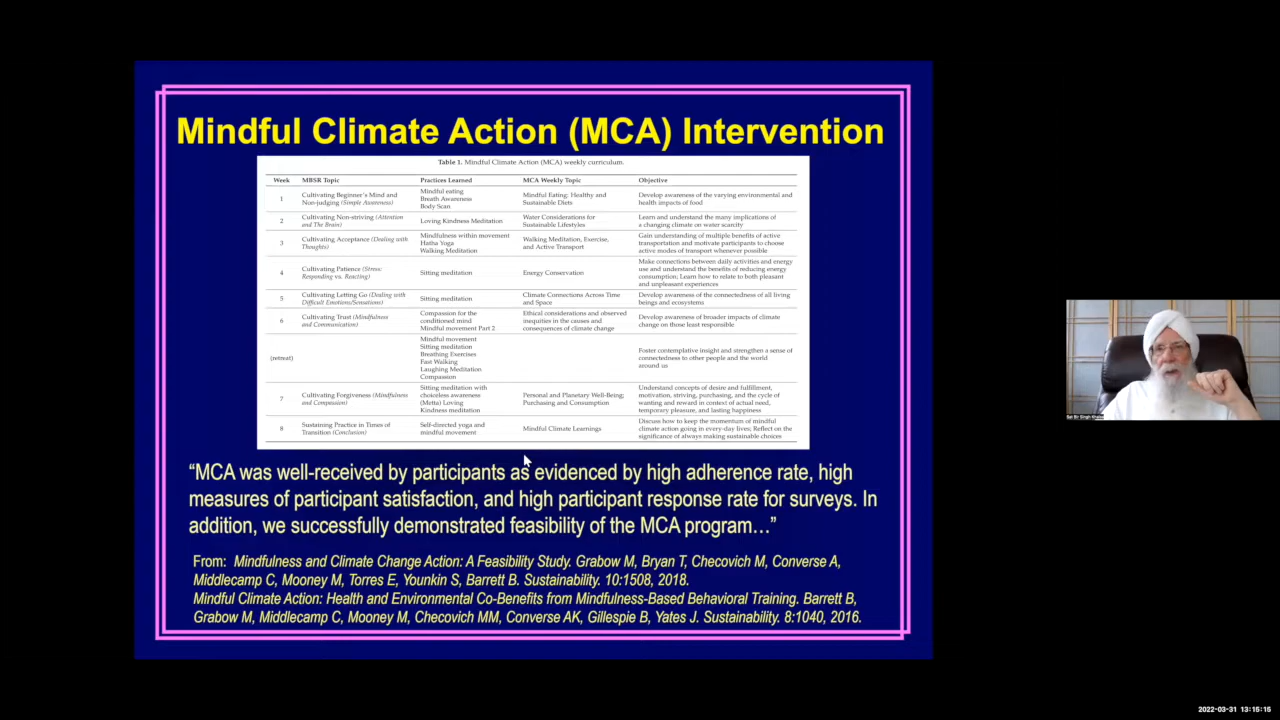 Mindful Climate Action (MCA) Intervention
Table 1. Mindful Climate Action (MCA) weekly curriculum.
Week MBSR Topic Practices Learned MCA Weekly Topic Objective
1 Cultivating Beginner's Mind and Non-judging (Simple Awareness) Mindful eating Breath Awareness Body Scan Mindful Eating: Healthy and Sustainable Diets Develop awareness of the varying environmental and health impacts of food
2 Cultivating Non-striving (Attention and The Brain) Loving Kindness Meditation Water Considerations for Sustainable Lifestyles Learn and understand the many implications of a changing climate on water scarcity
3 Cultivating Acceptance (Dealing with Thoughts) Mindfulness within movement Hatha Yoga Walking Meditation Walking Meditation, Exercise, and Active Transport Gain understanding of multiple benefits of active transportation and motivate participants to choose active modes of transport whenever possible
4 Cultivating Patience (Stress: Responding vs. Reacting) Sitting meditation Energy Conservation Make connections between daily activities and energy use and understand the benefits of reducing energy consumption; Learn how to relate to both pleasant and unpleasant experiences
5 Cultivating Letting Go (Dealing with Difficult Emotions/Sensations) Sitting meditation Climate Connections Across Time and Space Develop awareness of the connectedness of all living beings and ecosystems
6 Cultivating Trust (Mindfulness and Communication) Compassion for the conditioned mind Mindful movement Part 2 Ethical considerations and observed inequities in the causes and consequences of climate change Develop awareness of broader impacts of climate change on those least responsible
(retreat) Mindful movement Sitting meditation Breathing Exercises Fast Walking Laughing Meditation Compassion Foster contemplative insight and strengthen a sense of connectedness to other people and the world around us
7 Cultivating Forgiveness (Mindfulness and Compassion) Sitting meditation with choiceless awareness (Metta) Loving Kindness meditation Personal and Planetary Well-Being; Purchasing and Consumption Understand concepts of desire and fulfillment, motivation, striving, purchasing, and the cycle of wanting and reward in context of actual need, temporary pleasure, and lasting happiness
8 Sustaining Practice in Times of Transition (Conclusion) Self-directed yoga and mindful movement Mindful Climate Learnings Discuss how to keep the momentum of mindful climate action going in every-day lives; Reflect on the significance of always making sustainable choices
“MCA was well-received by participants as evidenced by high adherence rate, high
measures of participant satisfaction, and high participant response rate for surveys. In
addition, we successfully demonstrated feasibility of the MCA program…”
From: Mindfulness and Climate Change Action: A Feasibility Study. Grabow M, Bryan T, Checovich M, Converse A,
Middlecamp C, Mooney M, Torres E, Younkin S, Barrett B. Sustainability. 10:1508, 2018.
Mindful Climate Action: Health and Environmental Co-Benefits from Mindfulness-Based Behavioral Training. Barrett B,
Grabow M, Middlecamp C, Mooney M, Checovich MM, Converse AK, Gillespie B, Yates J. Sustainability. 8:1040, 2016.
Sat Bir Singh Khalsa
2022-03-31 13:15:15